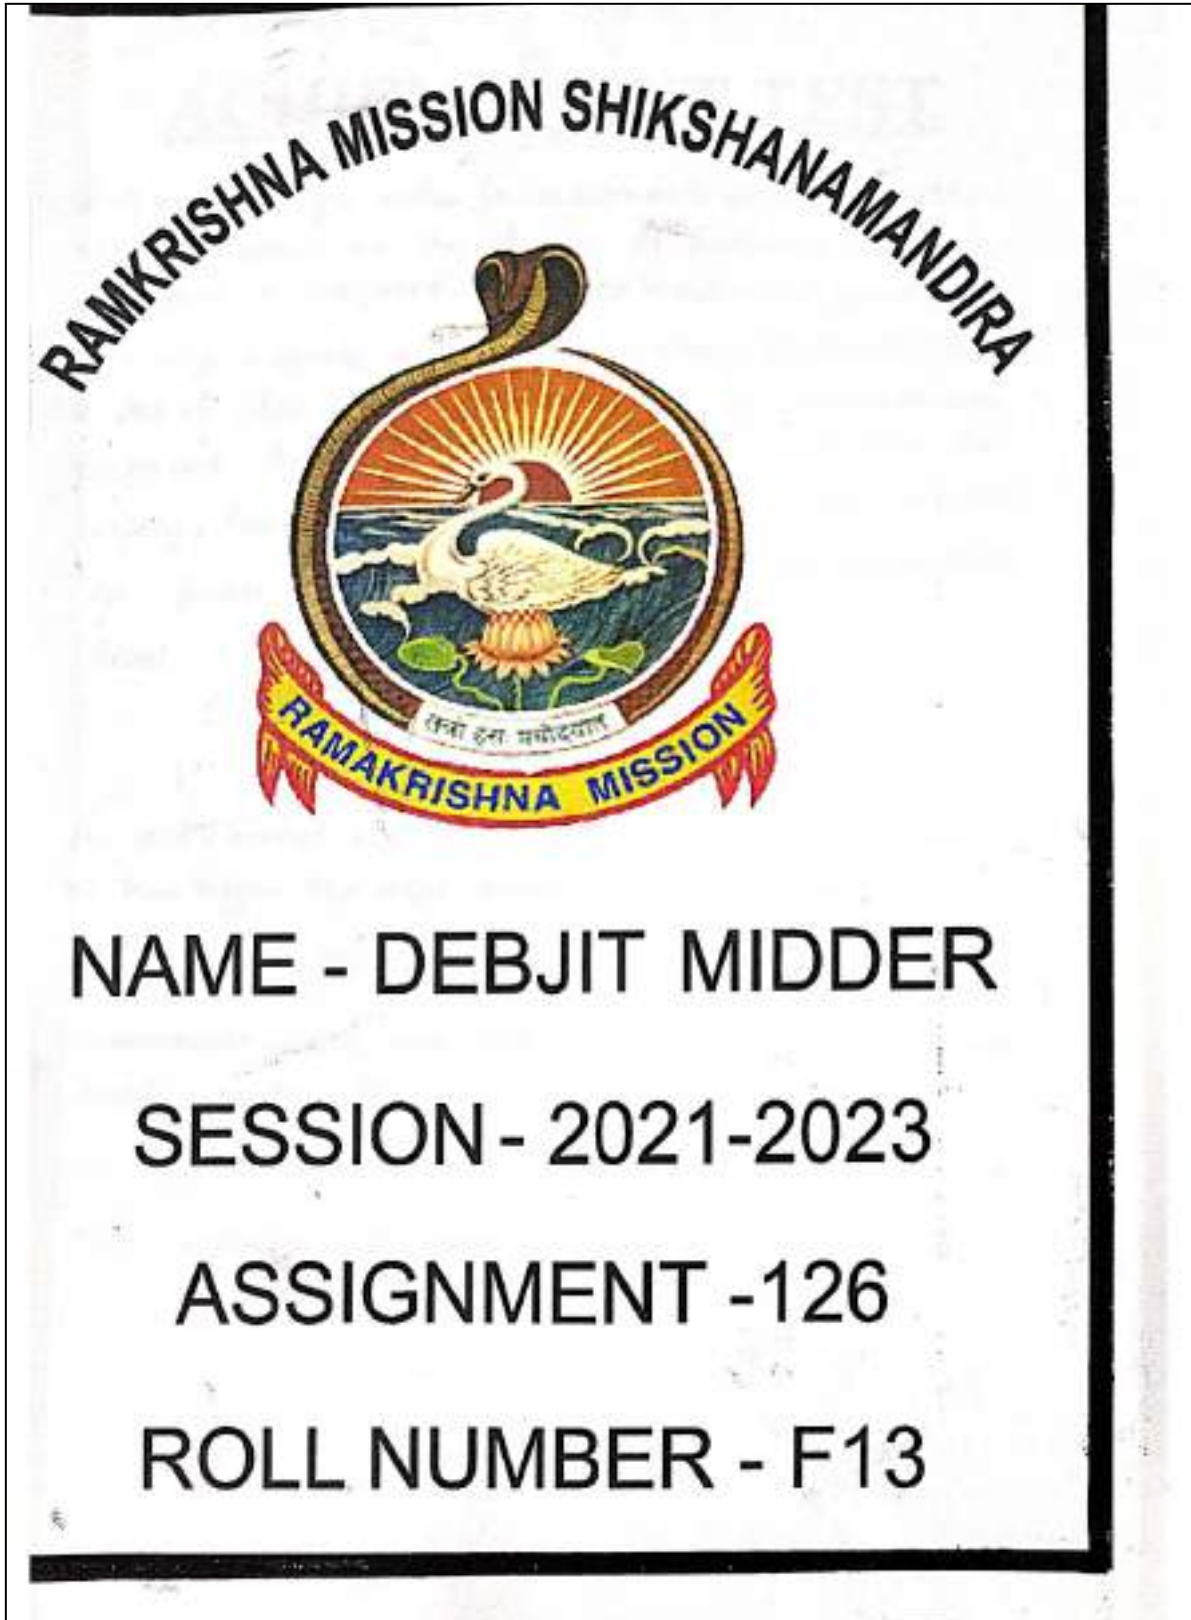 RAMKRISHNA MISSION SHIKSHANAMANDIRA
RAMAKRISHNA MISSION
NAME - DEBJIT MIDDER
SESSION - 2021-2023
ASSIGNMENT -126
ROLL NUMBER - F13